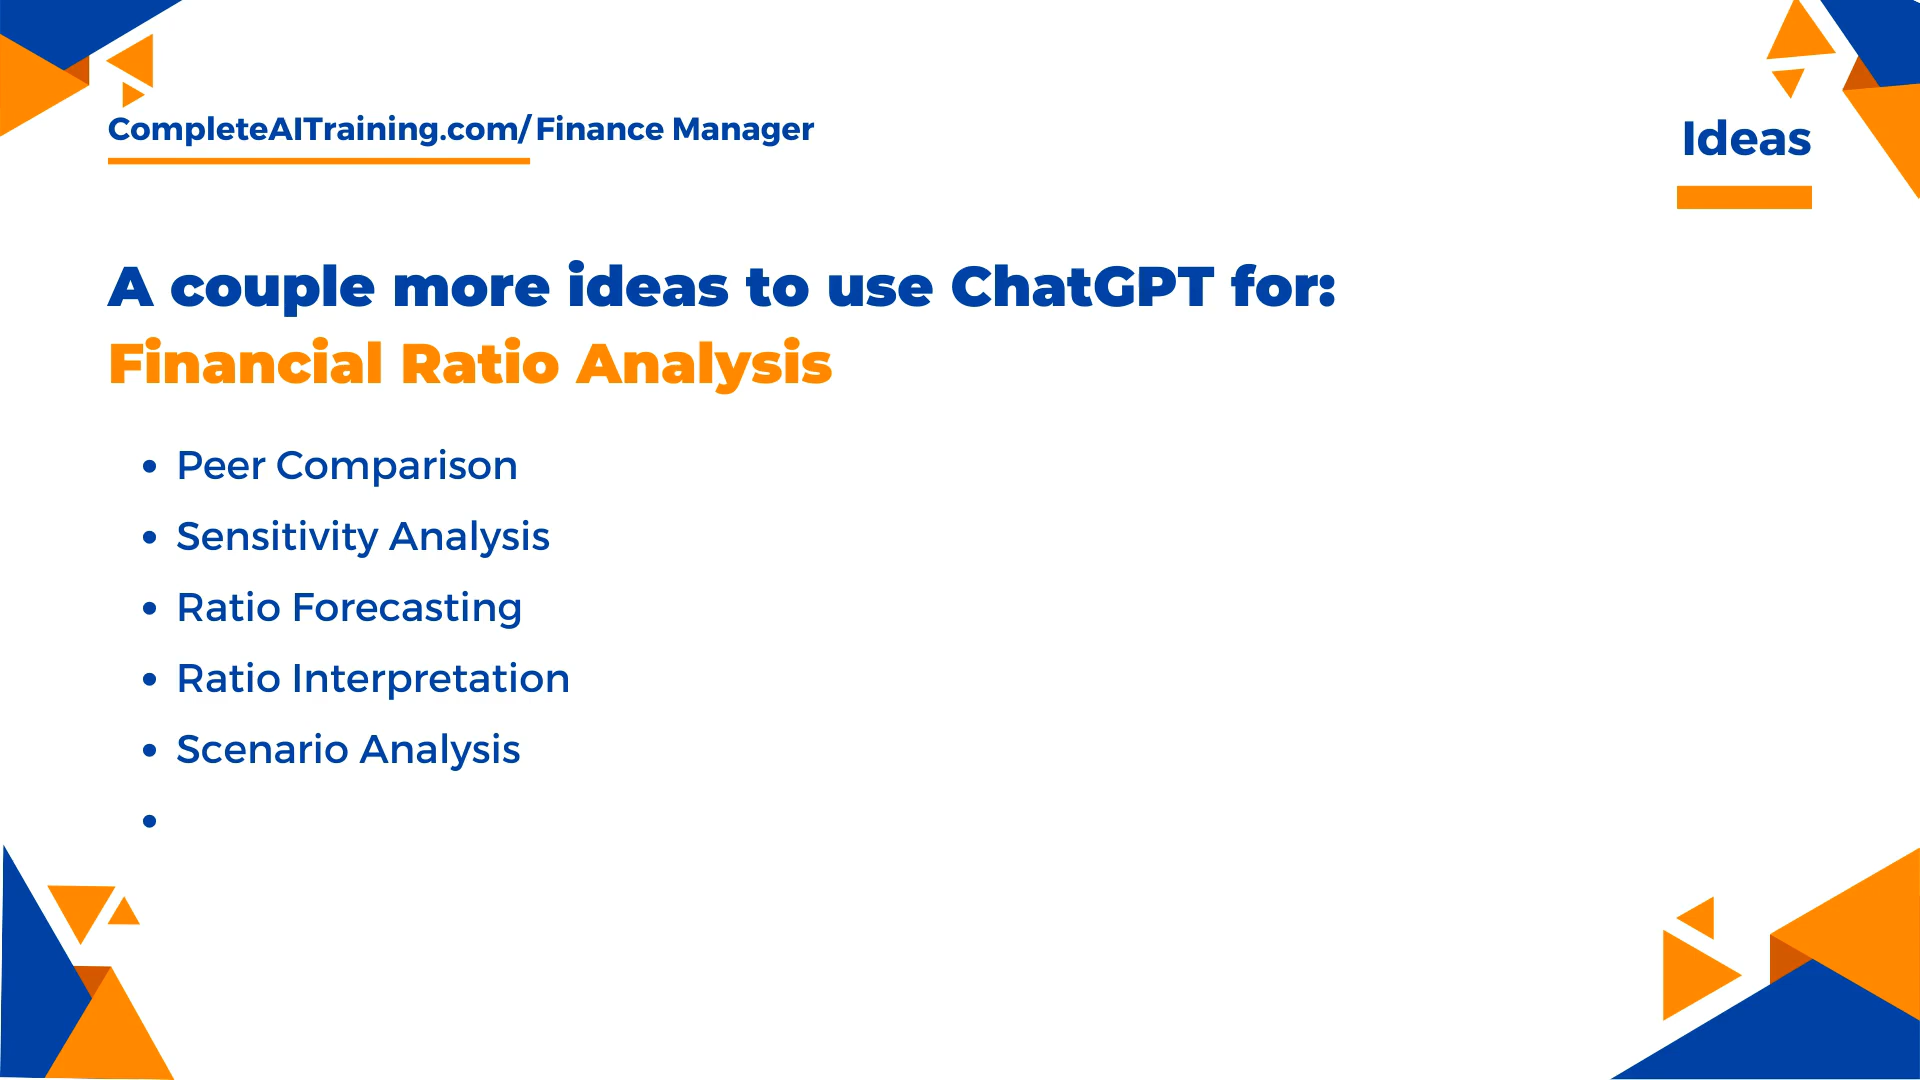 CompleteAITraining.com/ Finance Manager
Ideas
A couple more ideas to use ChatGPT for:
Financial Ratio Analysis
• Peer Comparison
• Sensitivity Analysis
• Ratio Forecasting
• Ratio Interpretation
• Scenario Analysis
•